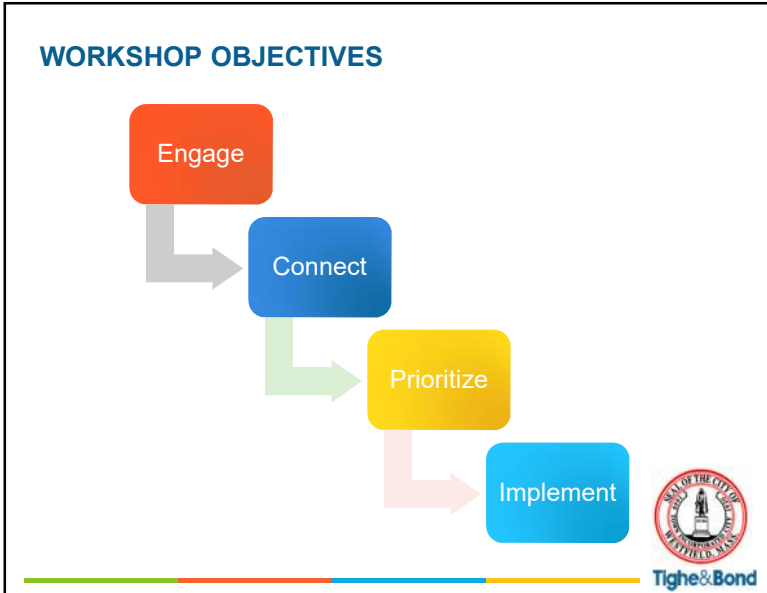 WORKSHOP OBJECTIVES
Engage
Connect
Prioritize
Implement
SEAL OF THE CITY OF
WESTFIELD, MASS
Tighe&Bond